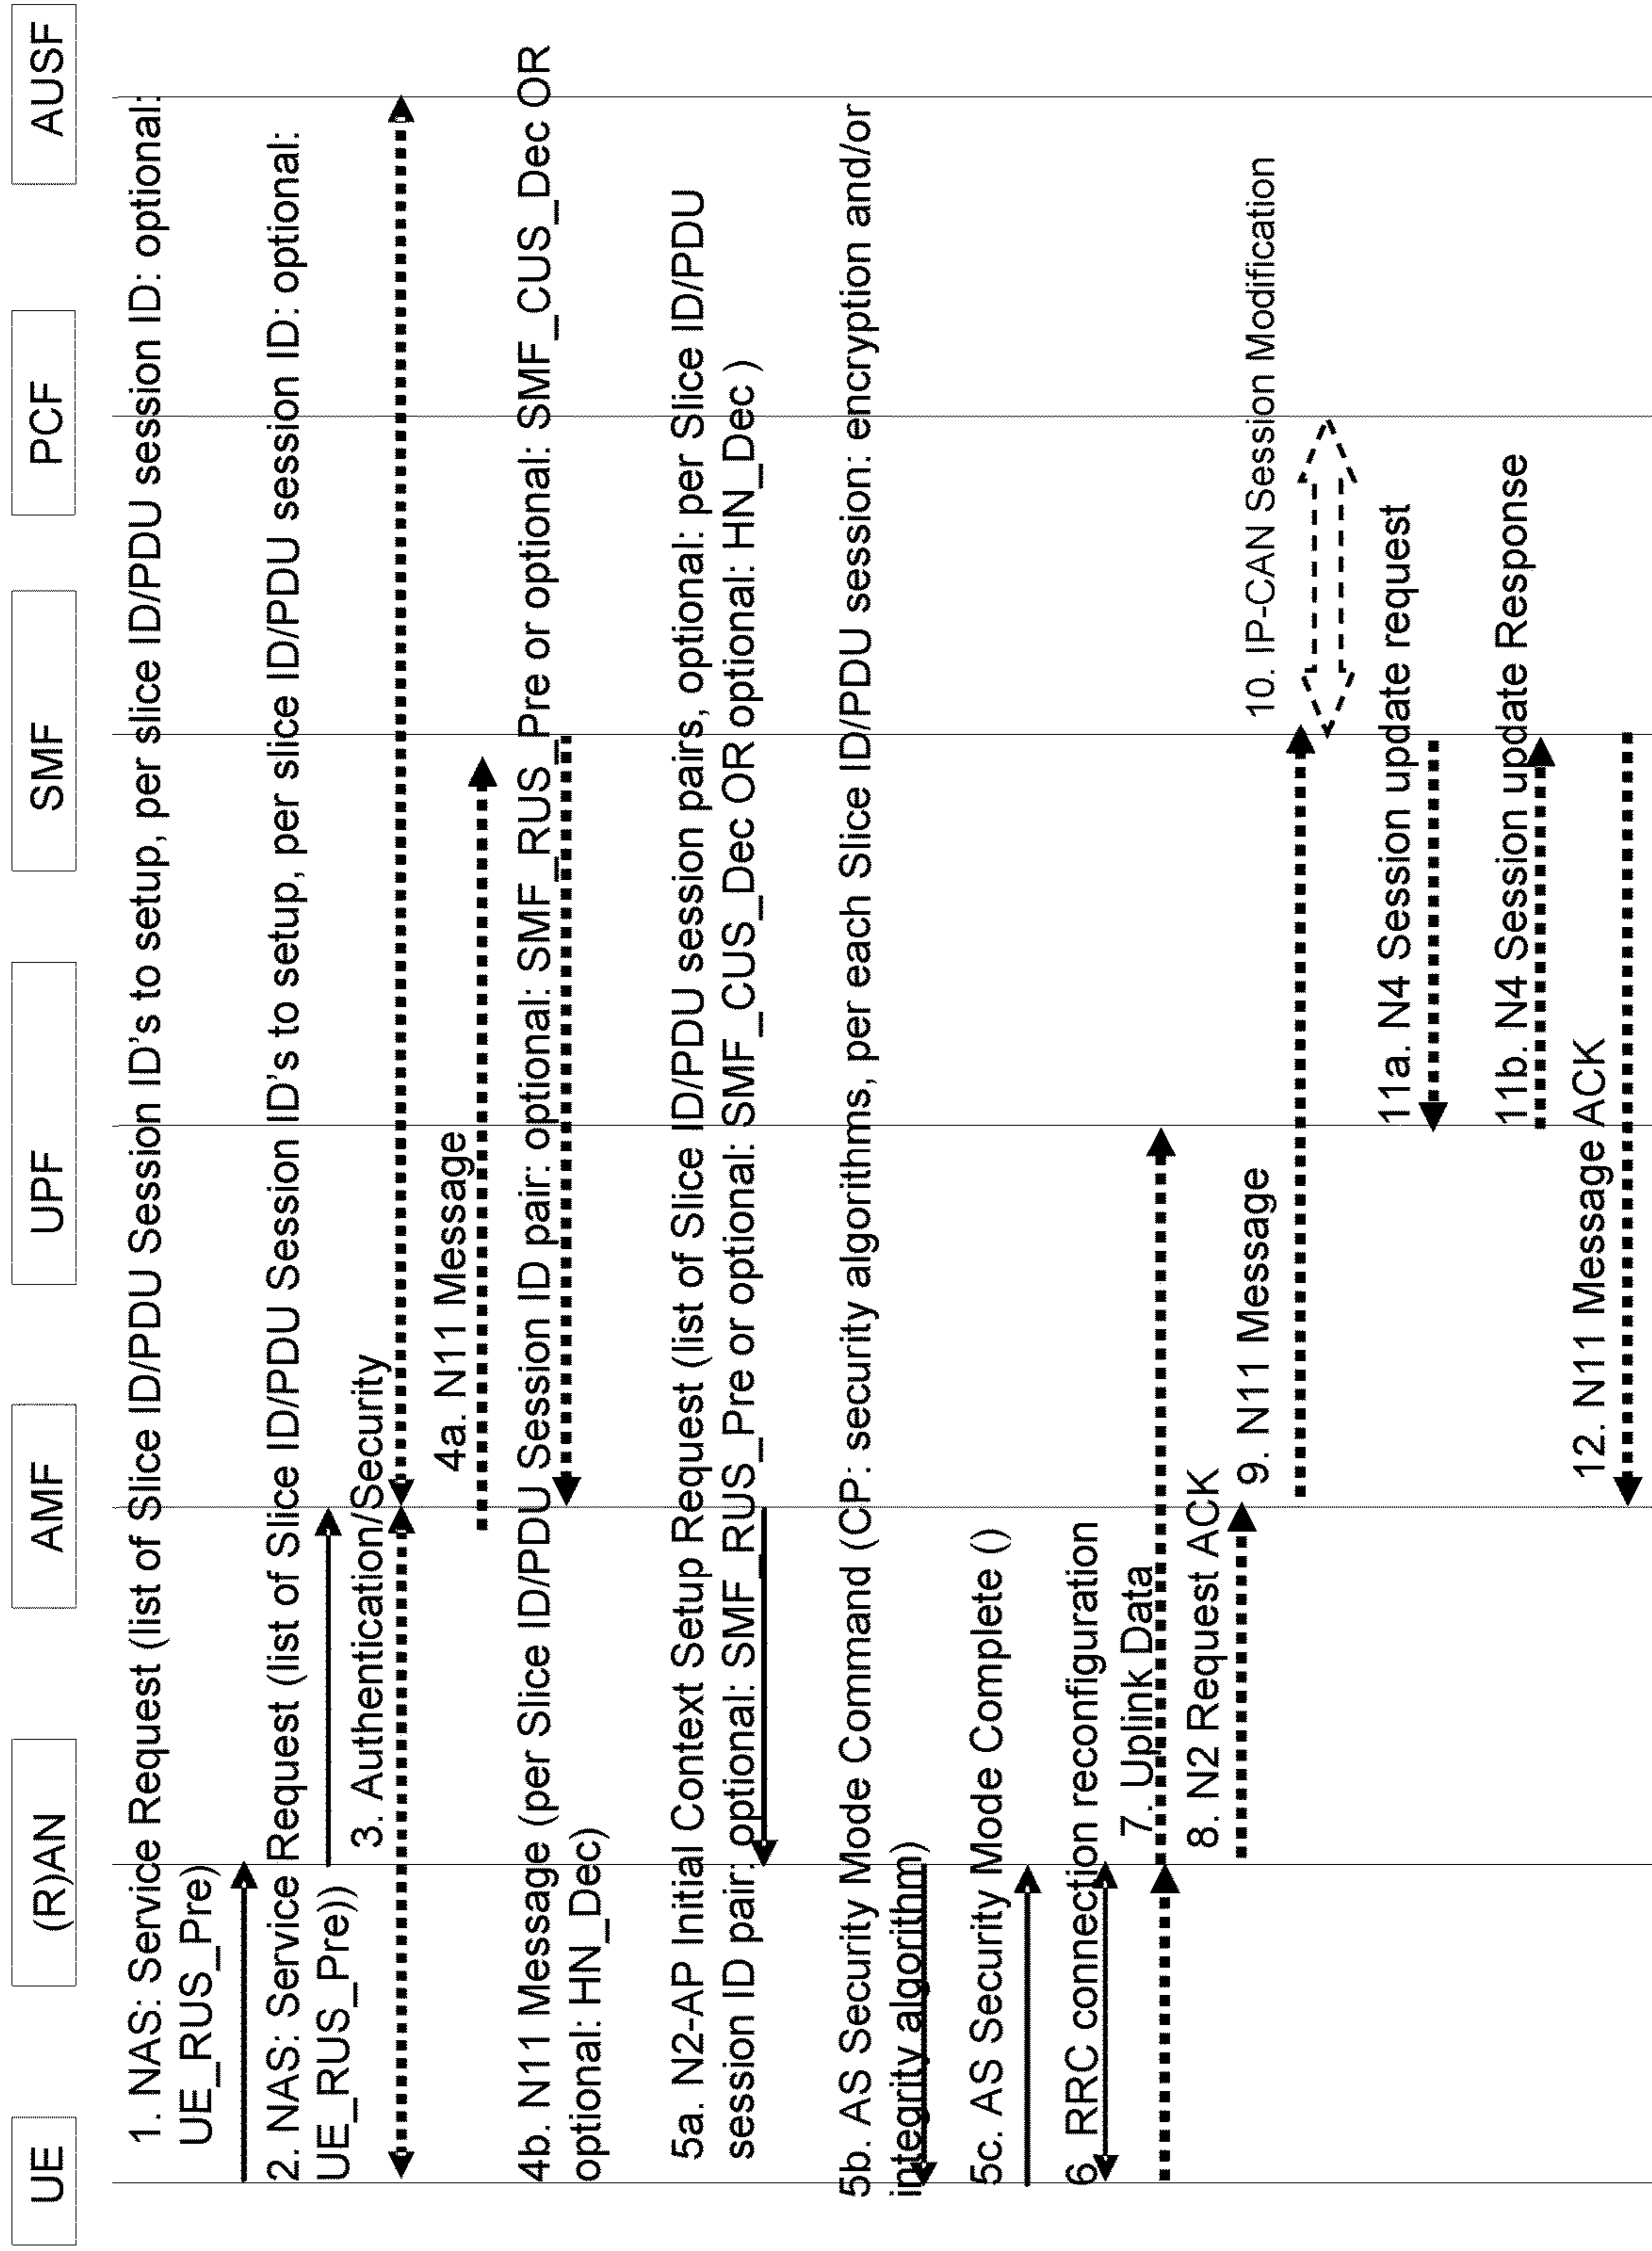 UE
(R)AN
AMF
UPF
SMF
PCF
AUSF
1. NAS: Service Request (list of Slice ID/PDU Session ID's to setup, per slice ID/PDU session ID: optional:
UE_RUS_Pre)
2. NAS: Service Request (list of Slice ID/PDU Session ID's to setup, per slice ID/PDU session ID: optional:
UE_RUS_Pre))
3. Authentication/Security
4a. N11 Message
4b. N11 Message (per Slice ID/PDU Session ID pair: optional: SMF_RUS_Pre or optional: SMF_CUS_Dec OR
optional: HN_Dec)
5a. N2-AP Initial Context Setup Request (list of Slice ID/PDU session pairs, optional: per Slice ID/PDU
session ID pair: optional: SMF_RUS_Pre or optional: SMF_CUS_Dec OR optional: HN_Dec )
5b. AS Security Mode Command (CP: security algorithms, per each Slice ID/PDU session: encryption and/or
integrity algorithm)
5c. AS Security Mode Complete ()
6. RRC connection reconfiguration
7. Uplink Data
8. N2 Request ACK
9. N11 Message
10. IP-CAN Session Modification
11a. N4 Session update request
11b. N4 Session update Response
12. N11 Message ACK